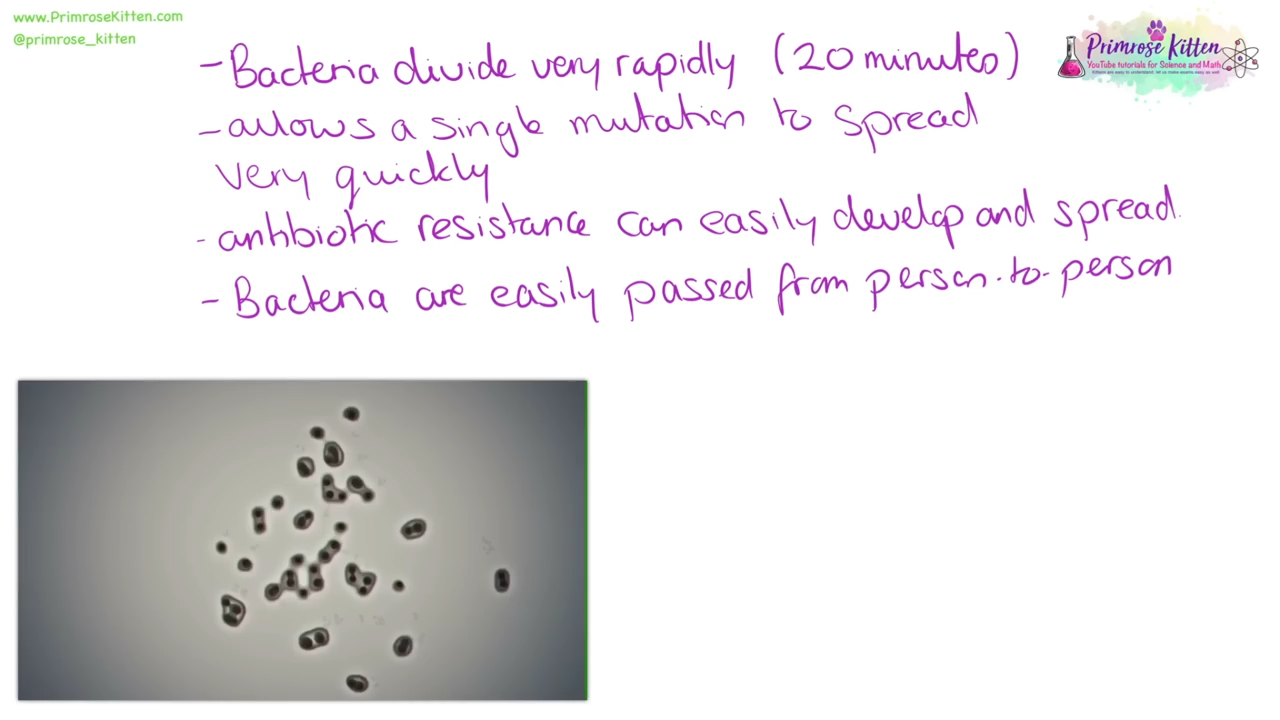 www.PrimroseKitten.com
@primrose_kitten
- Bacteria divide very rapidly (20 minutes)
- allows a single mutation to spread
very quickly
- antibiotic resistance can easily develop and spread.
- Bacteria are easily passed from person-to-person
Primrose Kitten
YouTube tutorials for Science and Math